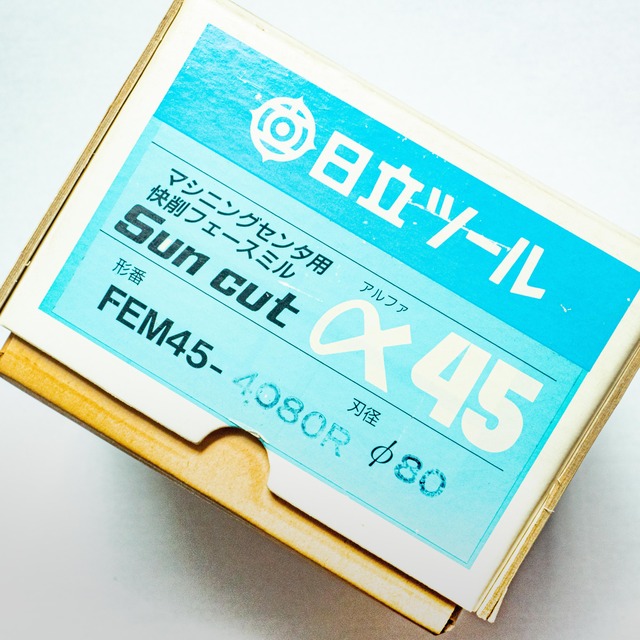 日立ツール
マシニングセンタ用
快削フェースミル
Sun cut
アルファ
α45
形番
FEM45-4080R
刃径
φ80